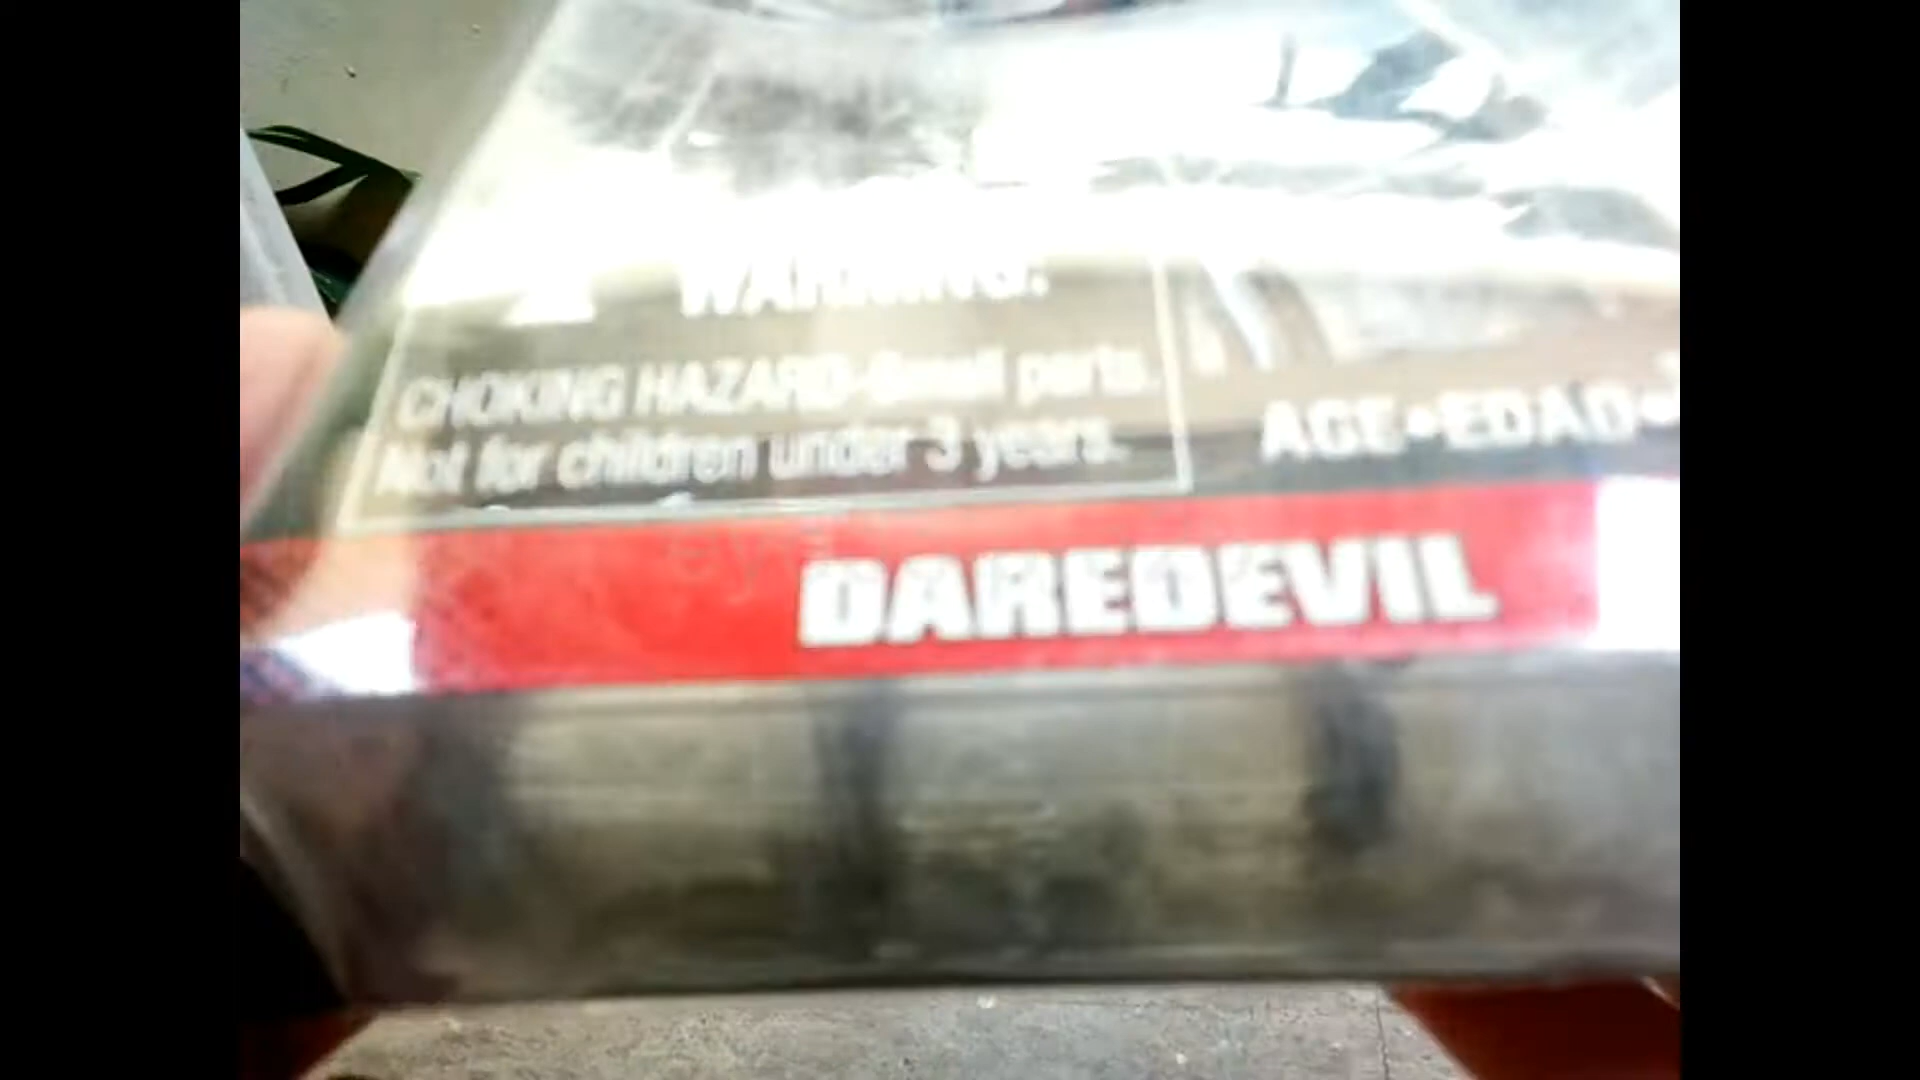 WARNING:
CHOKING HAZARD-Small parts.
Not for children under 3 years.
AGE•EDAD•
DAREDEVIL